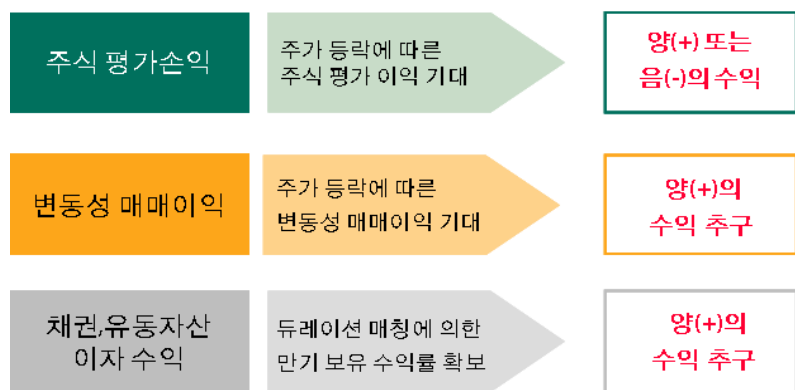 주식 평가손익
주가 등락에 따른
주식 평가 이익 기대
양(+) 또는
음(-)의 수익
변동성 매매이익
주가 등락에 따른
변동성 매매이익 기대
양(+)의
수익 추구
채권,유동자산
이자 수익
듀레이션 매칭에 의한
만기 보유 수익률 확보
양(+)의
수익 추구